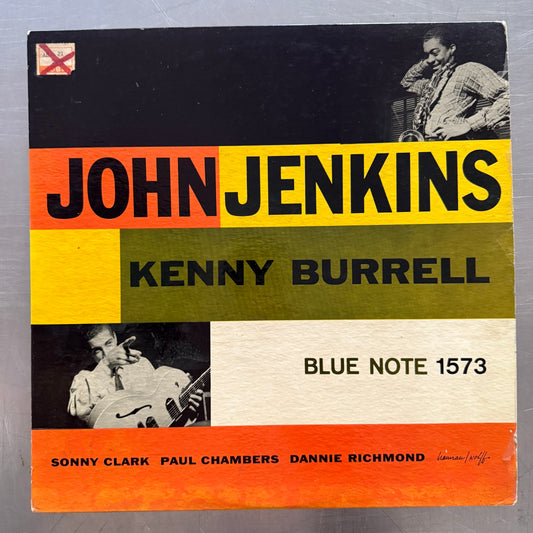 JOHN JENKINS
KENNY BURRELL
BLUE NOTE 1573
SONNY CLARK PAUL CHAMBERS DANNIE RICHMOND